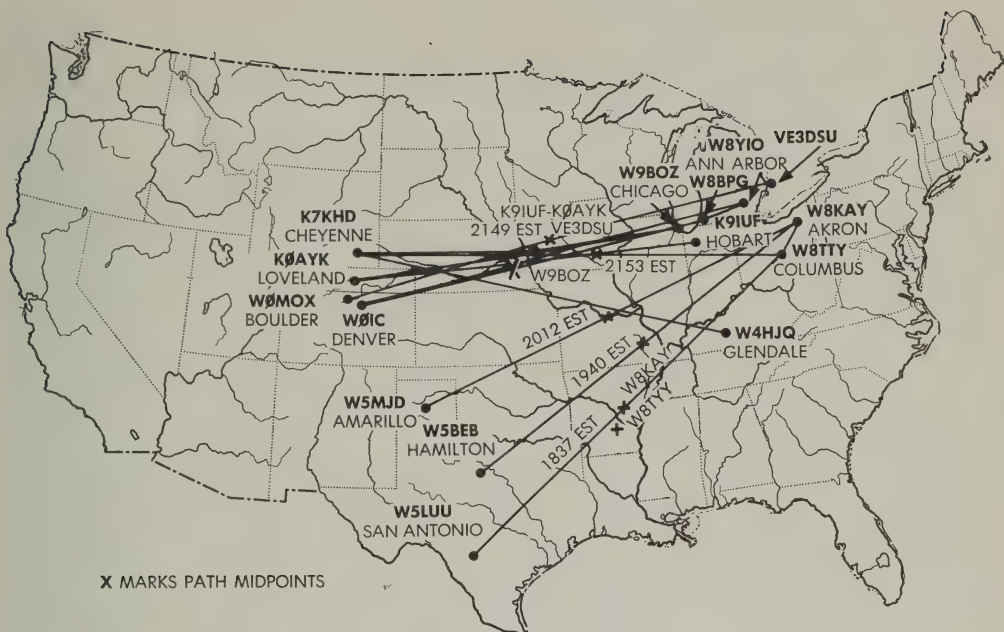 W8YIO
VE3DSU
ANN ARBOR
W9BOZ
CHICAGO
W8BPG
K9IUF-KØAYK
2149 EST
VE3DSU
K9IUF
HOBART
W8KAY
AKRON
W8TTY
COLUMBUS
K7KHD
CHEYENNE
KØAYK
LOVELAND
WØMOX
BOULDER
WØIC
DENVER
W9BOZ
2153 EST
2012 EST
1940 EST
W4HJQ
GLENDALE
W8KAY
W8TYY
1837 EST
W5MJD
AMARILLO
W5BEB
HAMILTON
W5LUU
SAN ANTONIO
X MARKS PATH MIDPOINTS